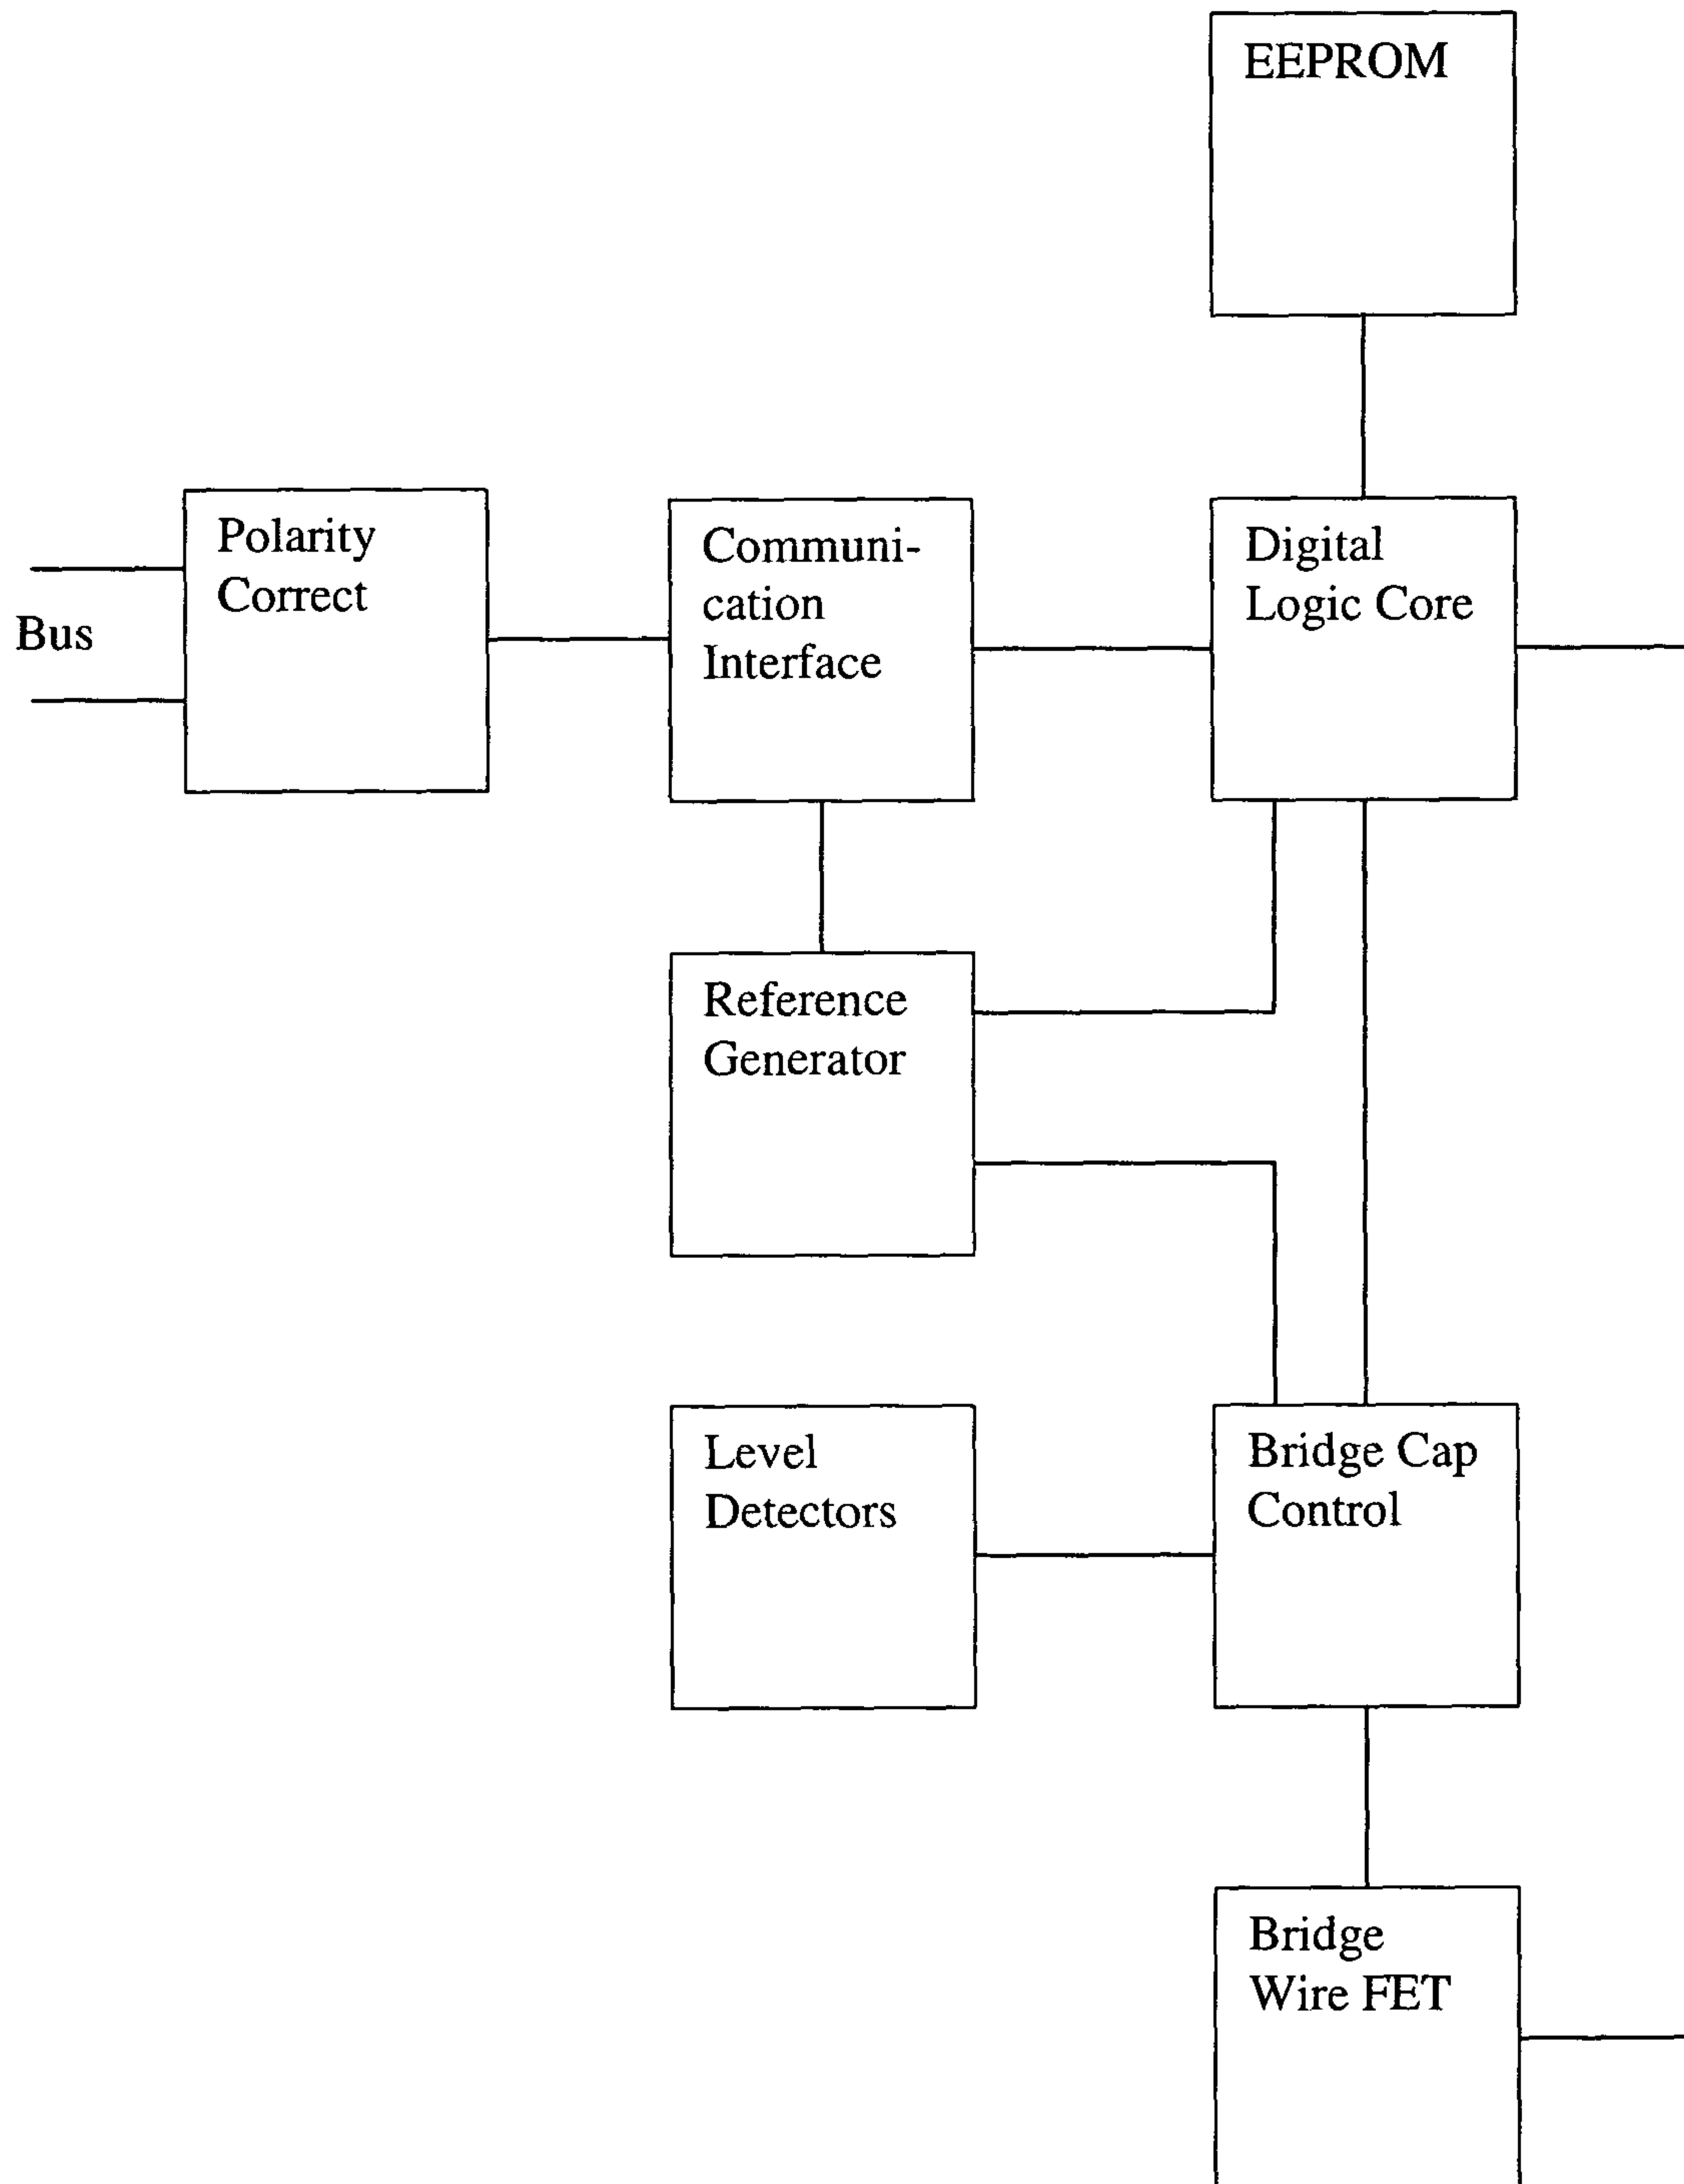 EEPROM
Polarity
Correct
Bus
Communi-
cation
Interface
Digital
Logic Core
Reference
Generator
Level
Detectors
Bridge Cap
Control
Bridge
Wire FET